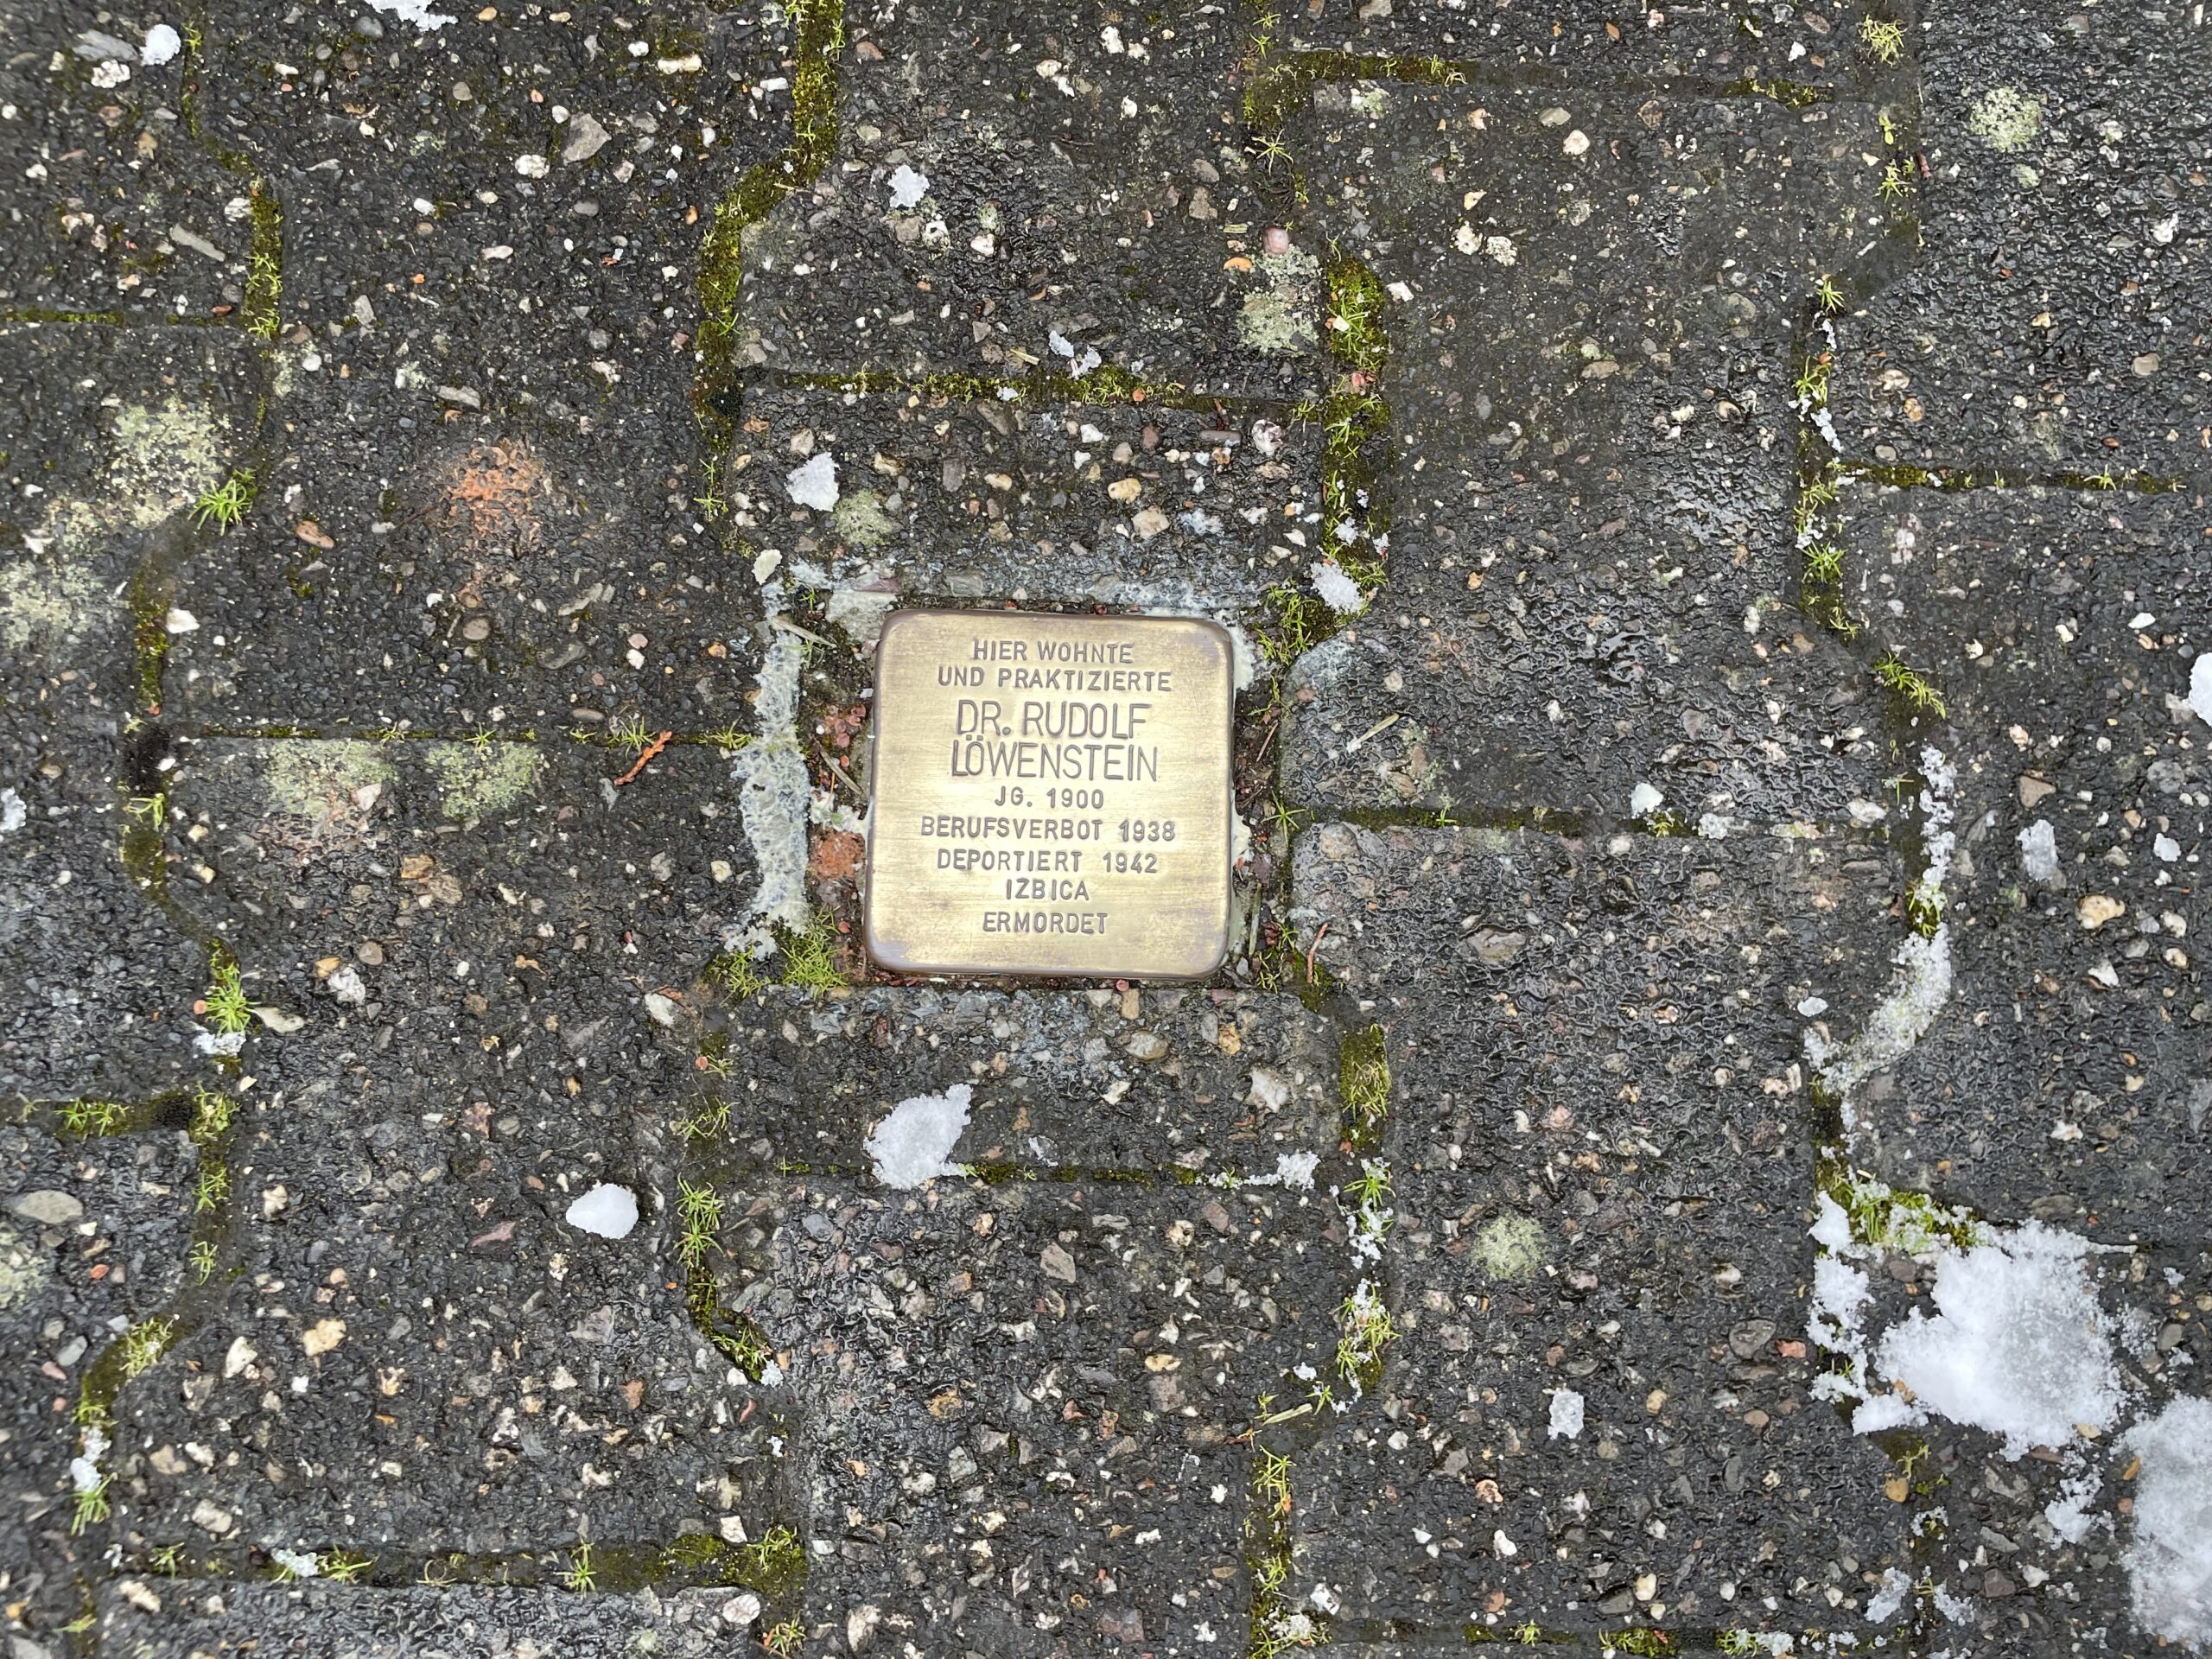 HIER WOHNTE
UND PRAKTIZIERTE
DR. RUDOLF
LÖWENSTEIN
JG. 1900
BERUFSVERBOT 1938
DEPORTIERT 1942
IZBICA
ERMORDET